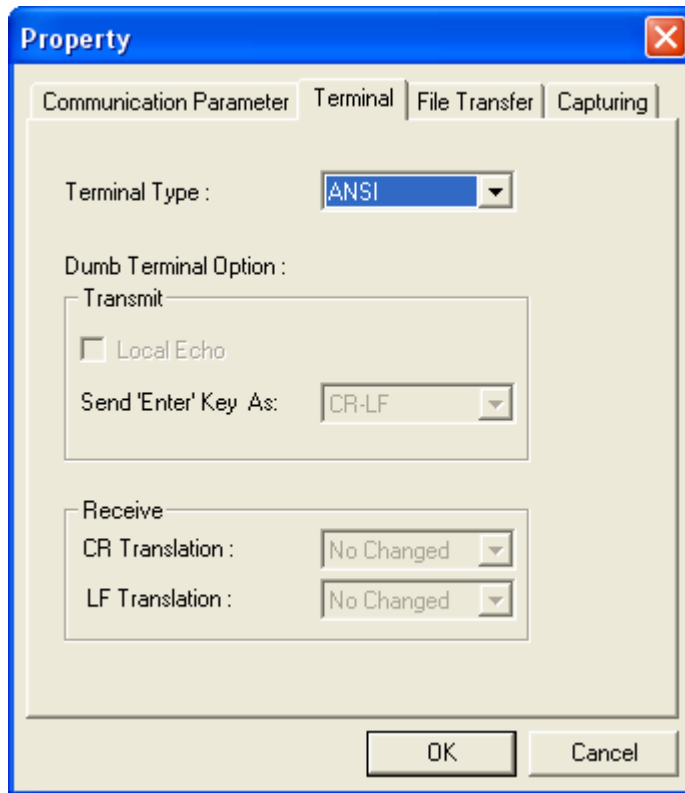 Property
Communication Parameter Terminal File Transfer Capturing
Terminal Type : ANSI
Dumb Terminal Option :
Transmit
Local Echo
Send 'Enter' Key As: CR-LF
Receive
CR Translation : No Changed
LF Translation : No Changed
OK Cancel